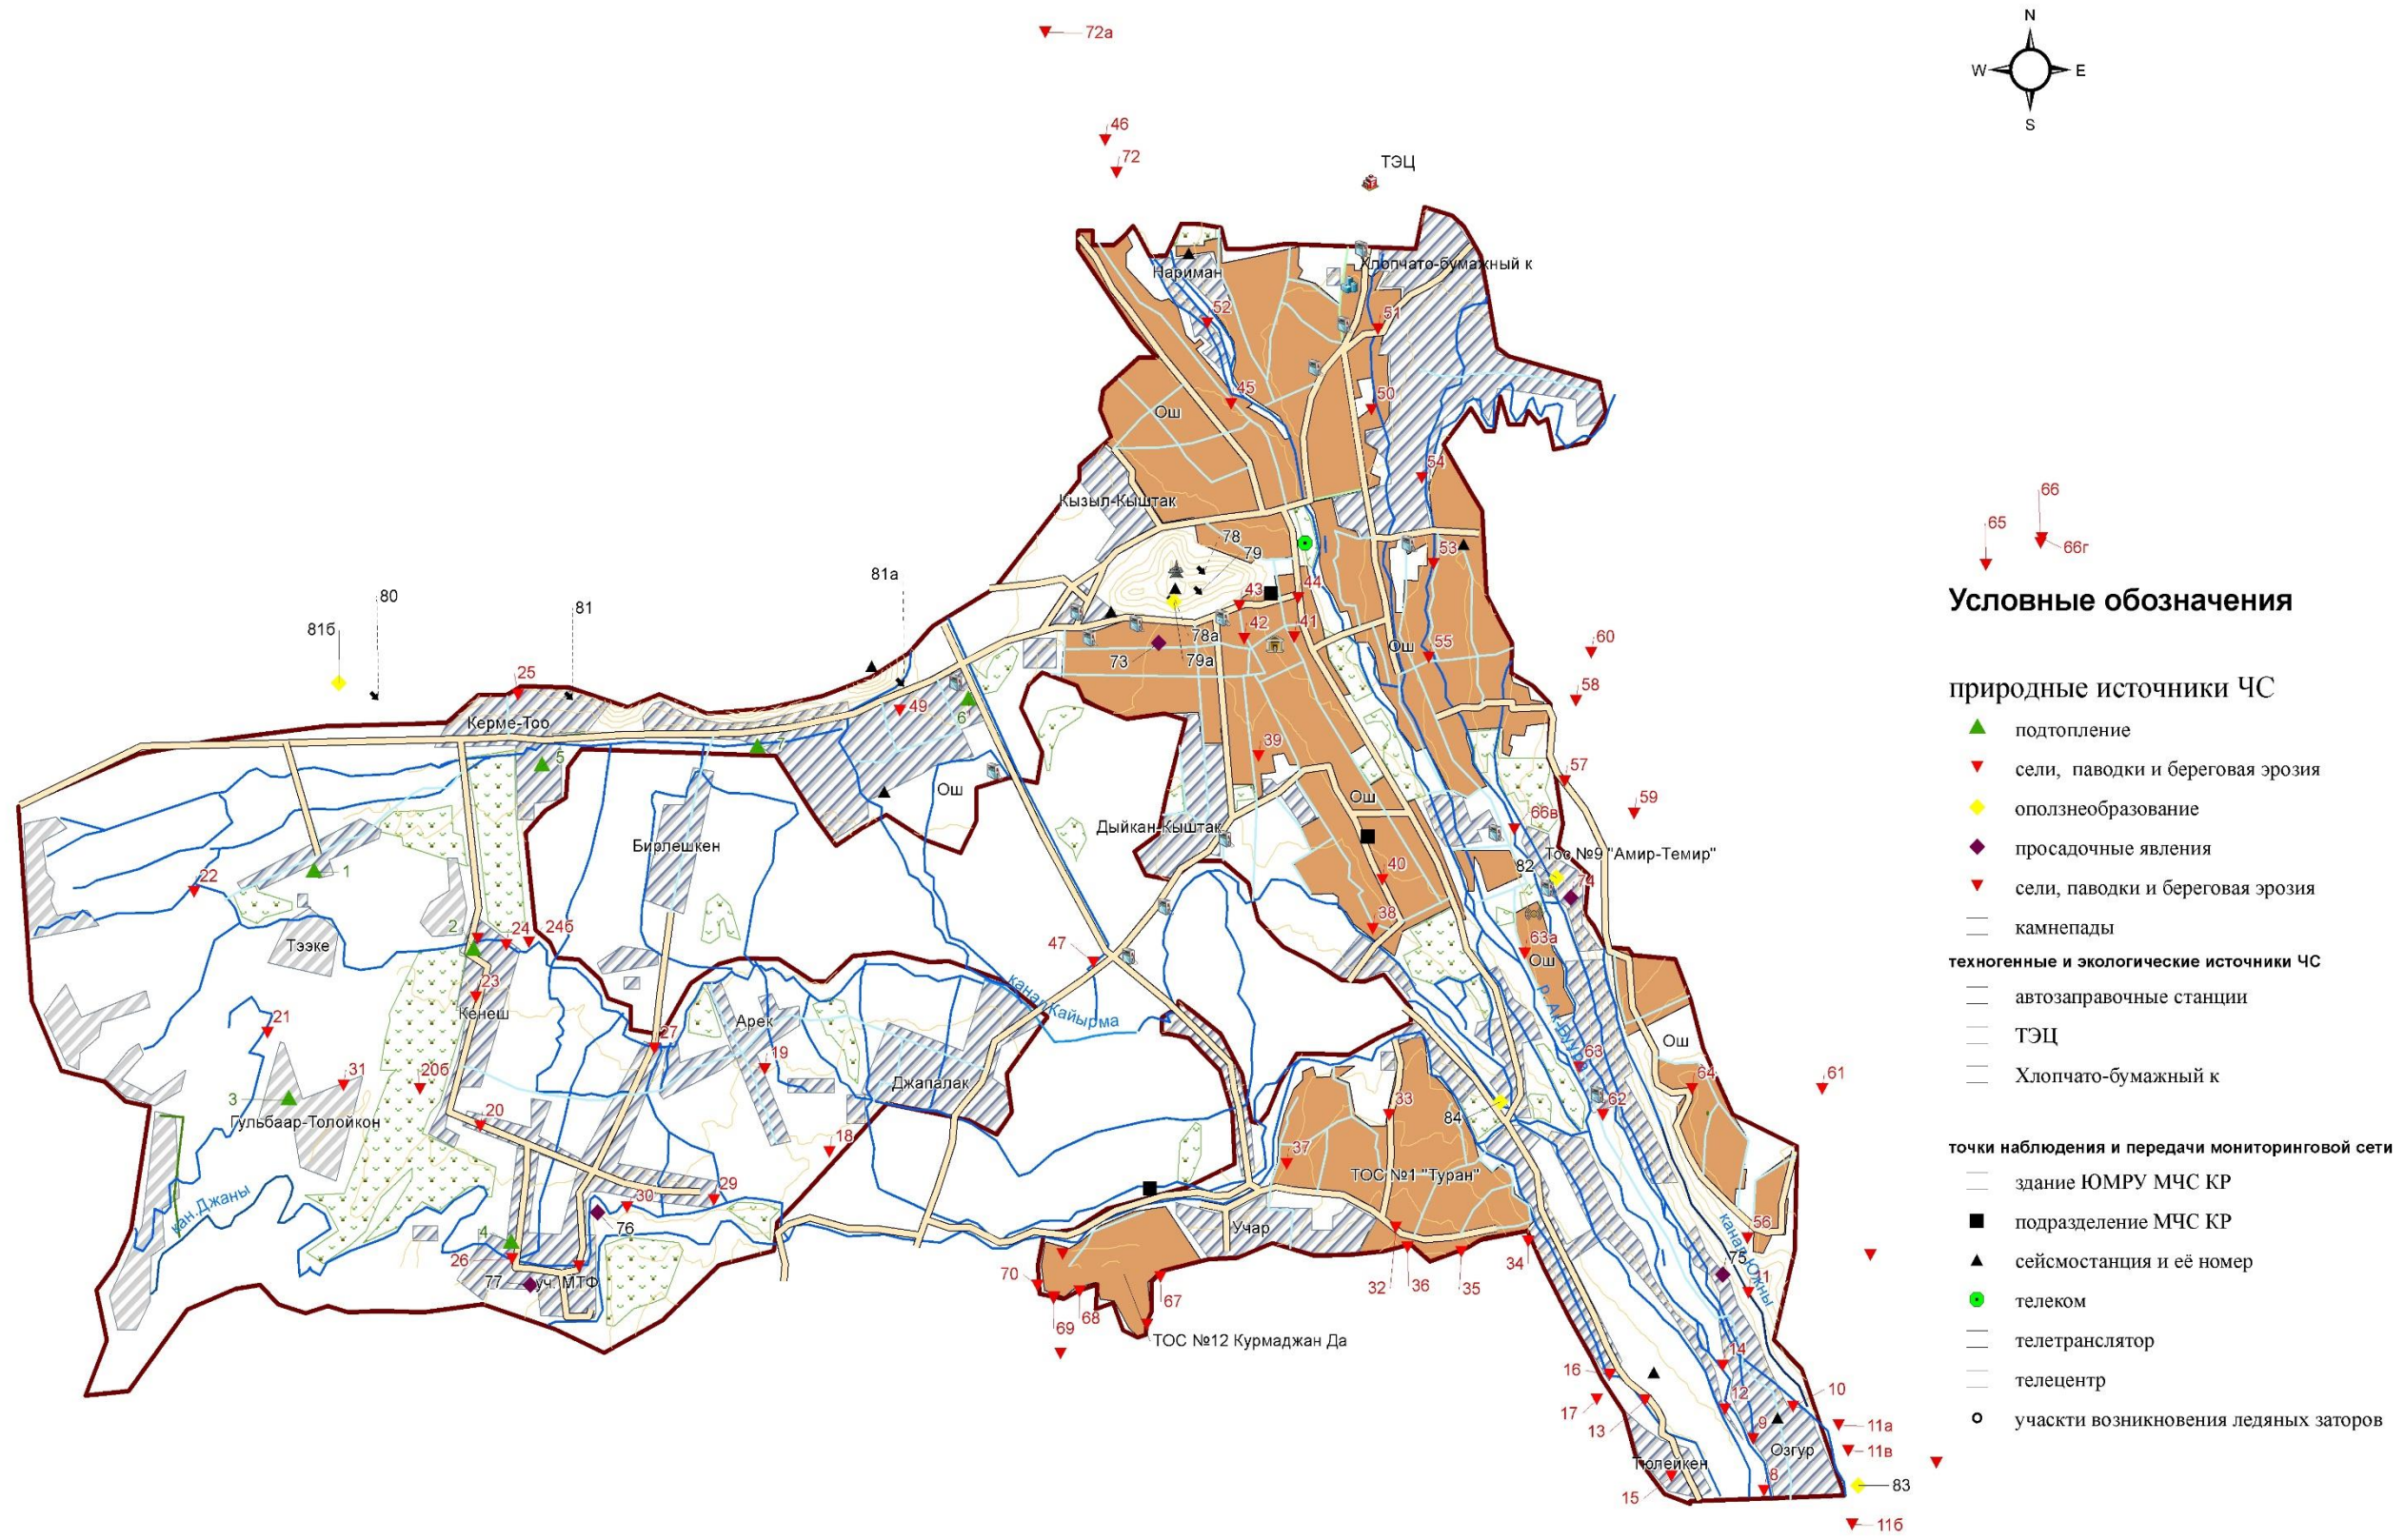 N
W E
S
72а
46
72
ТЭЦ
Нариман
Хлопчато-бумажный к
52
51
45
50
Ош
54
Кызыл-Кыштак
66
65
66г
78
79
53
81а
80
81
81б
43
44
42
41
78а
73
79а
Ош
55
60
58
25
Керме-Тоо
49
6
7
5
39
57
Ош
Ош
59
66в
Дыйкан-Кыштак
Бирлешкен
Тос №9 "Амир-Темир"
82
74
22
1
40
38
2
24
24б
Тээке
47
63а
Ош
23
Кенеш
канал Кайырма
р. Ак-Буура
21
Арек
27
19
Ош
63
31
20б
Джапалак
64
61
3
Гульбаар-Толойкон
20
33
84
62
18
37
ТОС №1 "Туран"
кан.Джаны
29
30
76
Учар
56
4
26
канал Южны
75
77
уч. МТФ
70
32
36
35
34
67
68
69
ТОС №12 Курмаджан Да
14
16
10
17
12
13
9
11а
11в
Озгур
Тюлейкен
8
15
83
11б
Условные обозначения
природные источники ЧС
подтопление
сели, паводки и береговая эрозия
оползнеобразование
просадочные явления
сели, паводки и береговая эрозия
камнепады
техногенные и экологические источники ЧС
автозаправочные станции
ТЭЦ
Хлопчато-бумажный к
точки наблюдения и передачи мониторинговой сети
здание ЮМРУ МЧС КР
подразделение МЧС КР
сейсмостанция и её номер
телеком
телетранслятор
телецентр
учаскти возникновения ледяных заторов